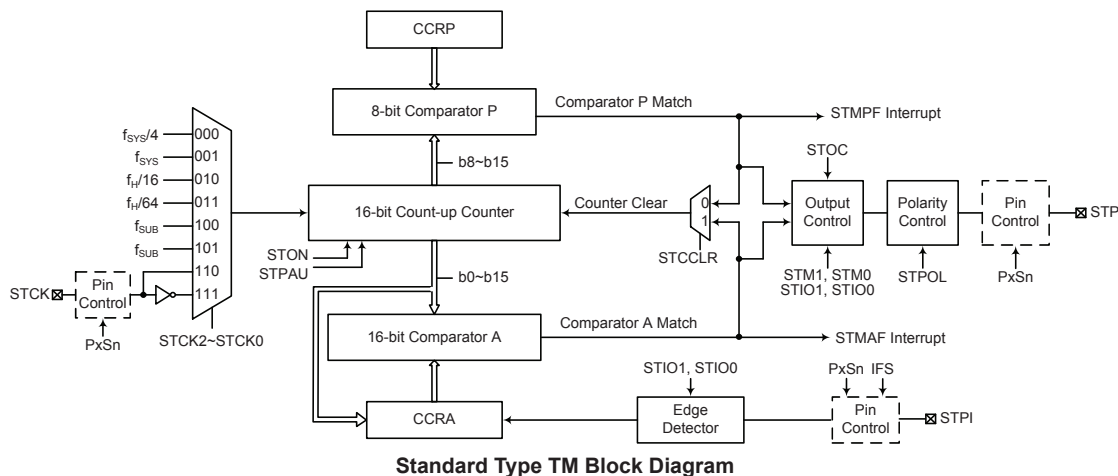 CCRP
8-bit Comparator P
Comparator P Match
STMPF Interrupt
b8~b15
fSYS/4
000
fSYS
001
fH/16
010
fH/64
011
fSUB
100
fSUB
101
110
111
STCK
Pin
Control
PxSn
STCK2~STCK0
16-bit Count-up Counter
STON
STPAU
Counter Clear
0
1
STCCLR
STOC
Output
Control
STM1, STM0
STIO1, STIO0
Polarity
Control
STPOL
Pin
Control
PxSn
STP
b0~b15
16-bit Comparator A
Comparator A Match
STMAF Interrupt
CCRA
STIO1, STIO0
Edge
Detector
PxSn IFS
Pin
Control
STPI
Standard Type TM Block Diagram